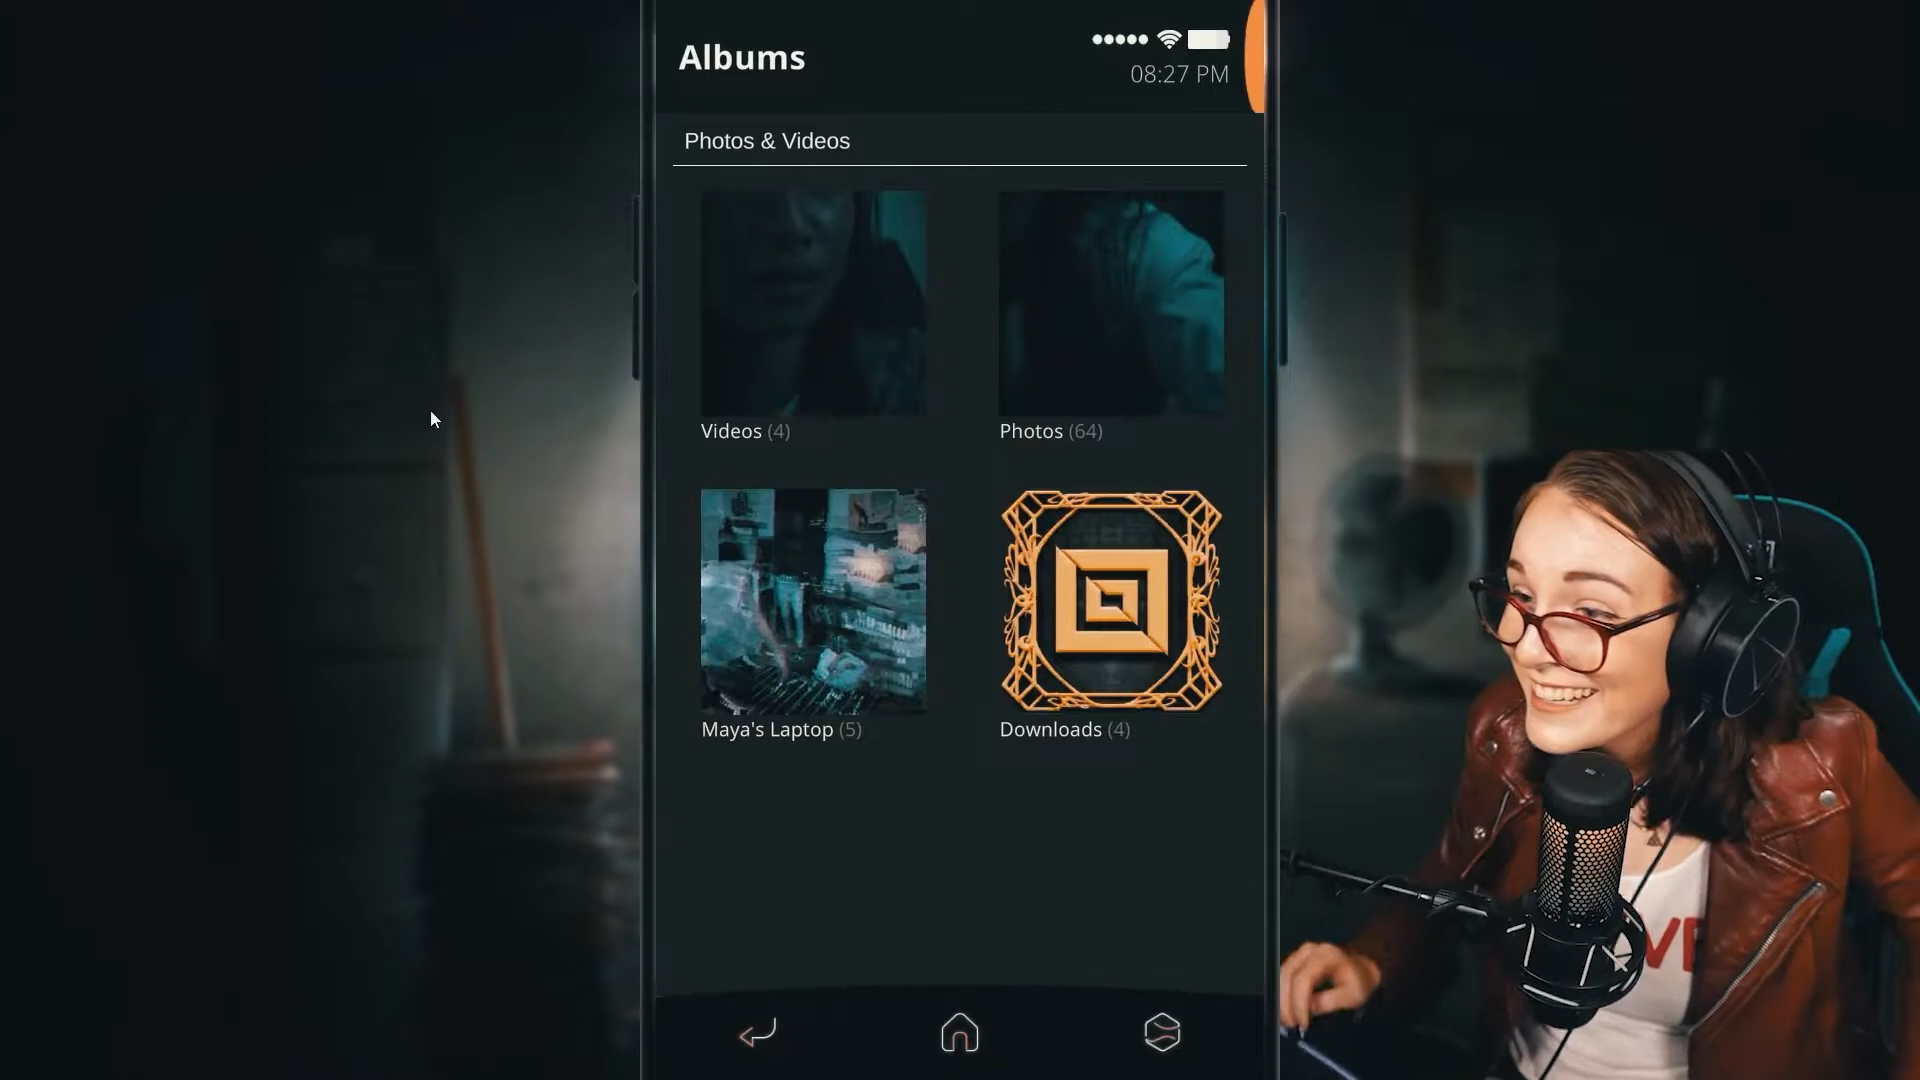 Albums
08:27 PM
Photos & Videos
Videos (4)
Photos (64)
Maya's Laptop (5)
Downloads (4)